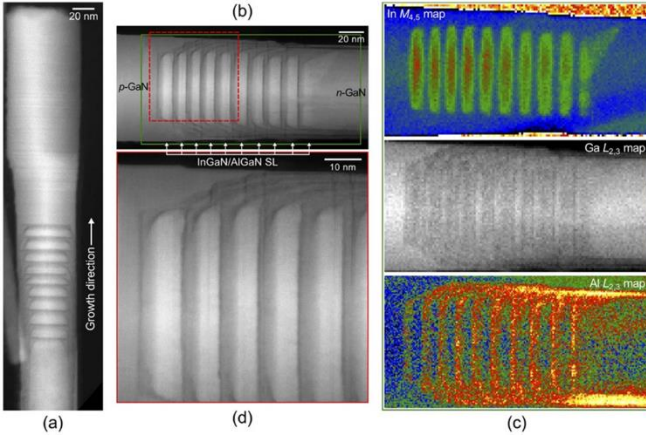 20 nm
Growth direction
(a)
(b)
20 nm
p-GaN
n-GaN
InGaN/AlGaN SL
10 nm
(d)
In M4,5 map
Ga L2,3 map
Al L2,3 map
(c)